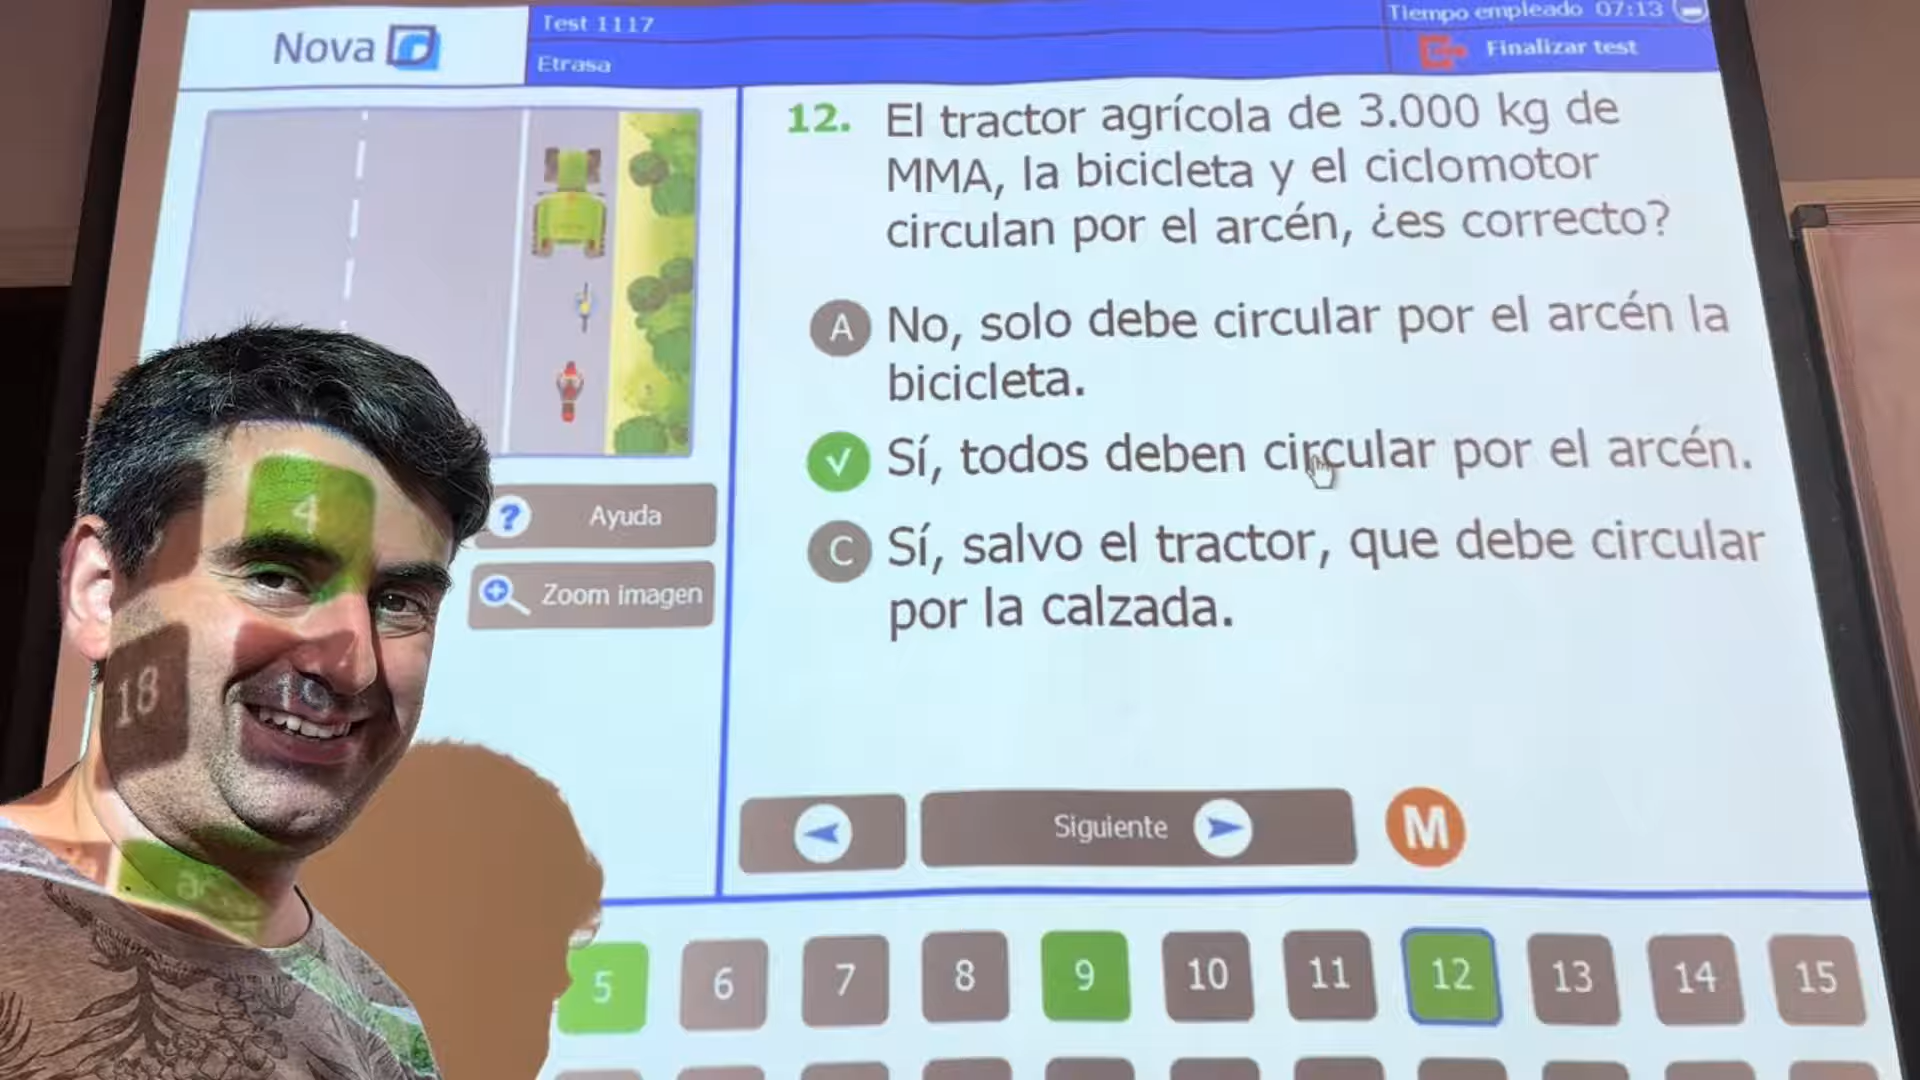 Nova
Test 1117
Etrasa
Tiempo empleado 07:13
Finalizar test
12. El tractor agrícola de 3.000 kg de
MMA, la bicicleta y el ciclomotor
circulan por el arcén, ¿es correcto?
A No, solo debe circular por el arcén la
bicicleta.
√ Sí, todos deben circular por el arcén.
C Sí, salvo el tractor, que debe circular
por la calzada.
? Ayuda
Zoom imagen
4
18
Siguiente
M
5 6 7 8 9 10 11 12 13 14 15